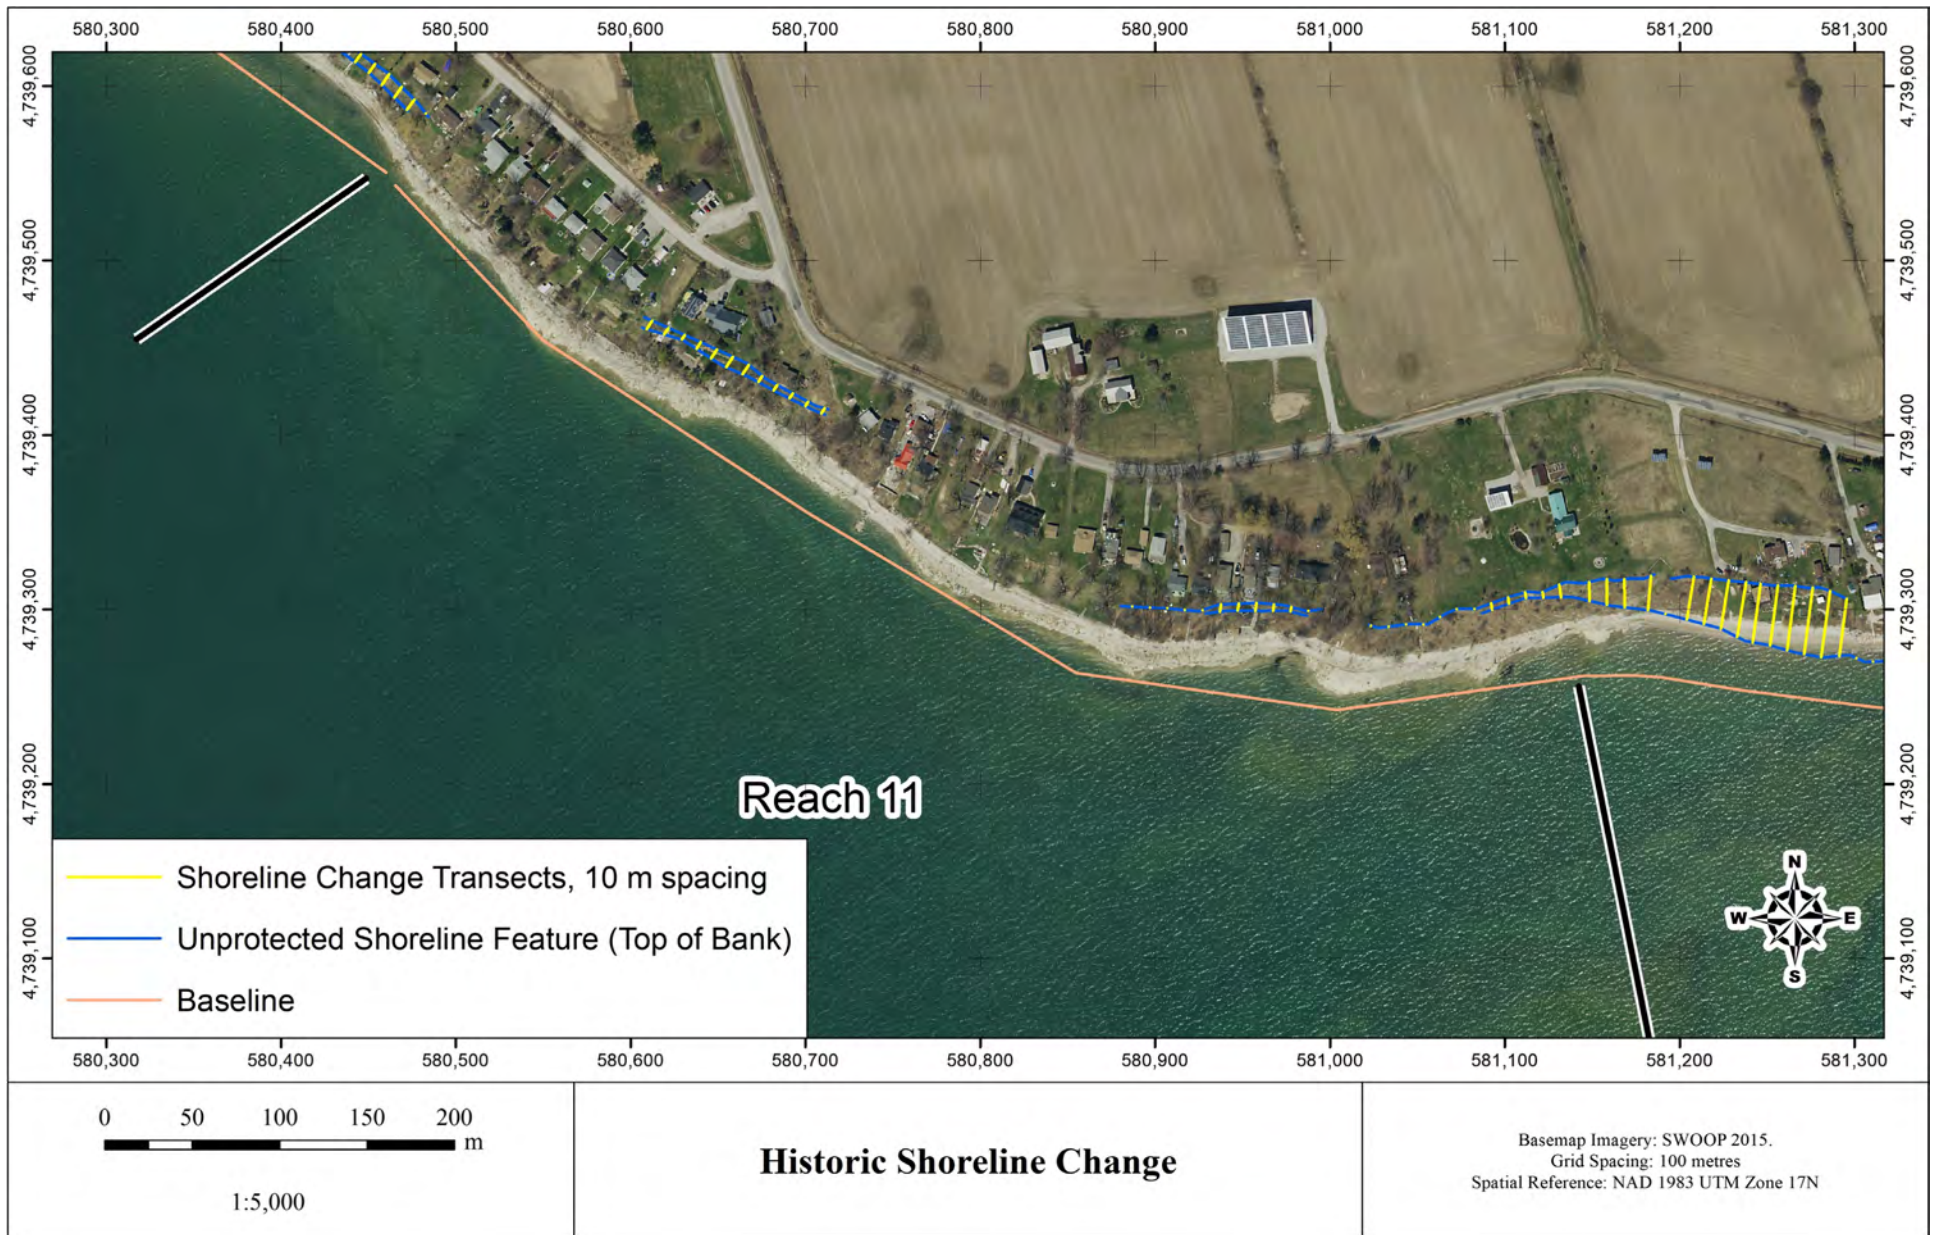 580,300 580,400 580,500 580,600 580,700 580,800 580,900 581,000 581,100 581,200 581,300
4,739,600 4,739,600
4,739,500 4,739,500
4,739,400 4,739,400
4,739,300 4,739,300
4,739,200 4,739,200
4,739,100 4,739,100
Reach 11
Shoreline Change Transects, 10 m spacing
Unprotected Shoreline Feature (Top of Bank)
Baseline
N
W E
S
580,300 580,400 580,500 580,600 580,700 580,800 580,900 581,000 581,100 581,200 581,300
0 50 100 150 200
m
1:5,000
Historic Shoreline Change
Basemap Imagery: SWOOP 2015.
Grid Spacing: 100 metres
Spatial Reference: NAD 1983 UTM Zone 17N